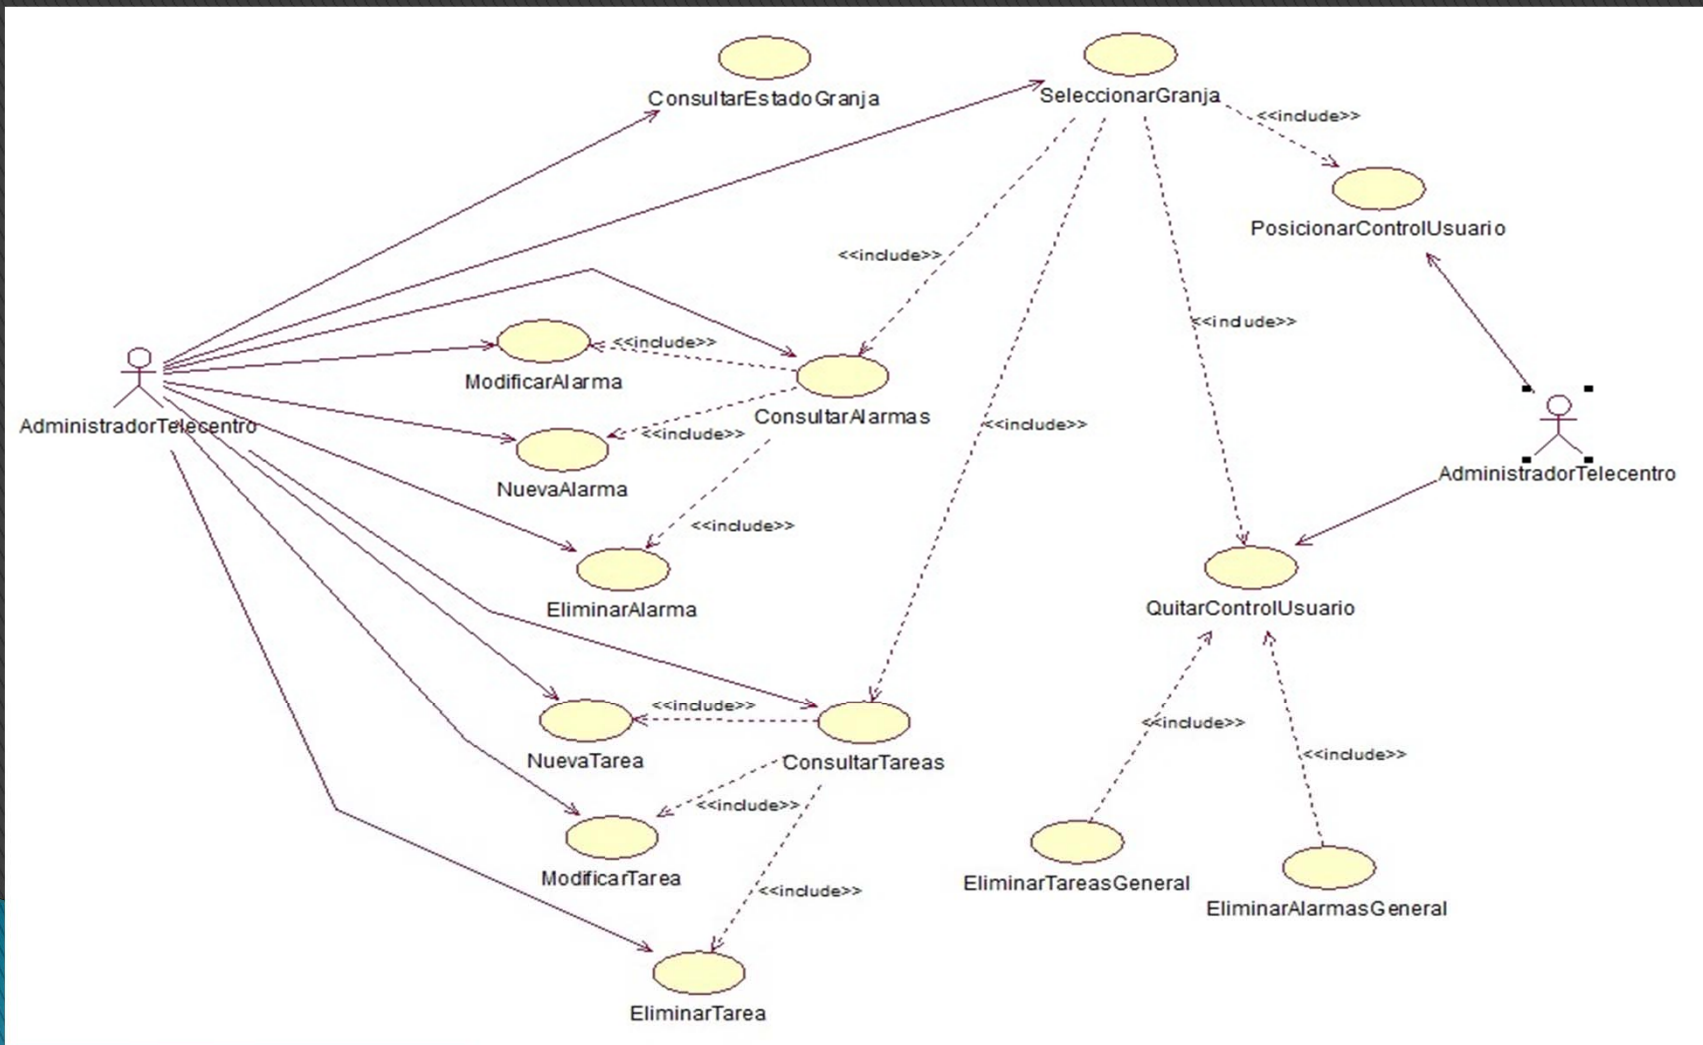 ConsultarEstadoGranja
SeleccionarGranja
<<include>>
PosicionarControlUsuario
<<include>>
<<include>>
<<include>>
ModificarAlarma
ConsultarAlarmas
AdministradorTelecentro
<<include>>
<<include>>
NuevaAlarma
AdministradorTelecentro
<<include>>
EliminarAlarma
QuitarControlUsuario
<<include>>
NuevaTarea
ConsultarTareas
<<include>>
<<include>>
<<include>>
ModificarTarea
<<include>>
EliminarTareasGeneral
EliminarAlarmasGeneral
EliminarTarea